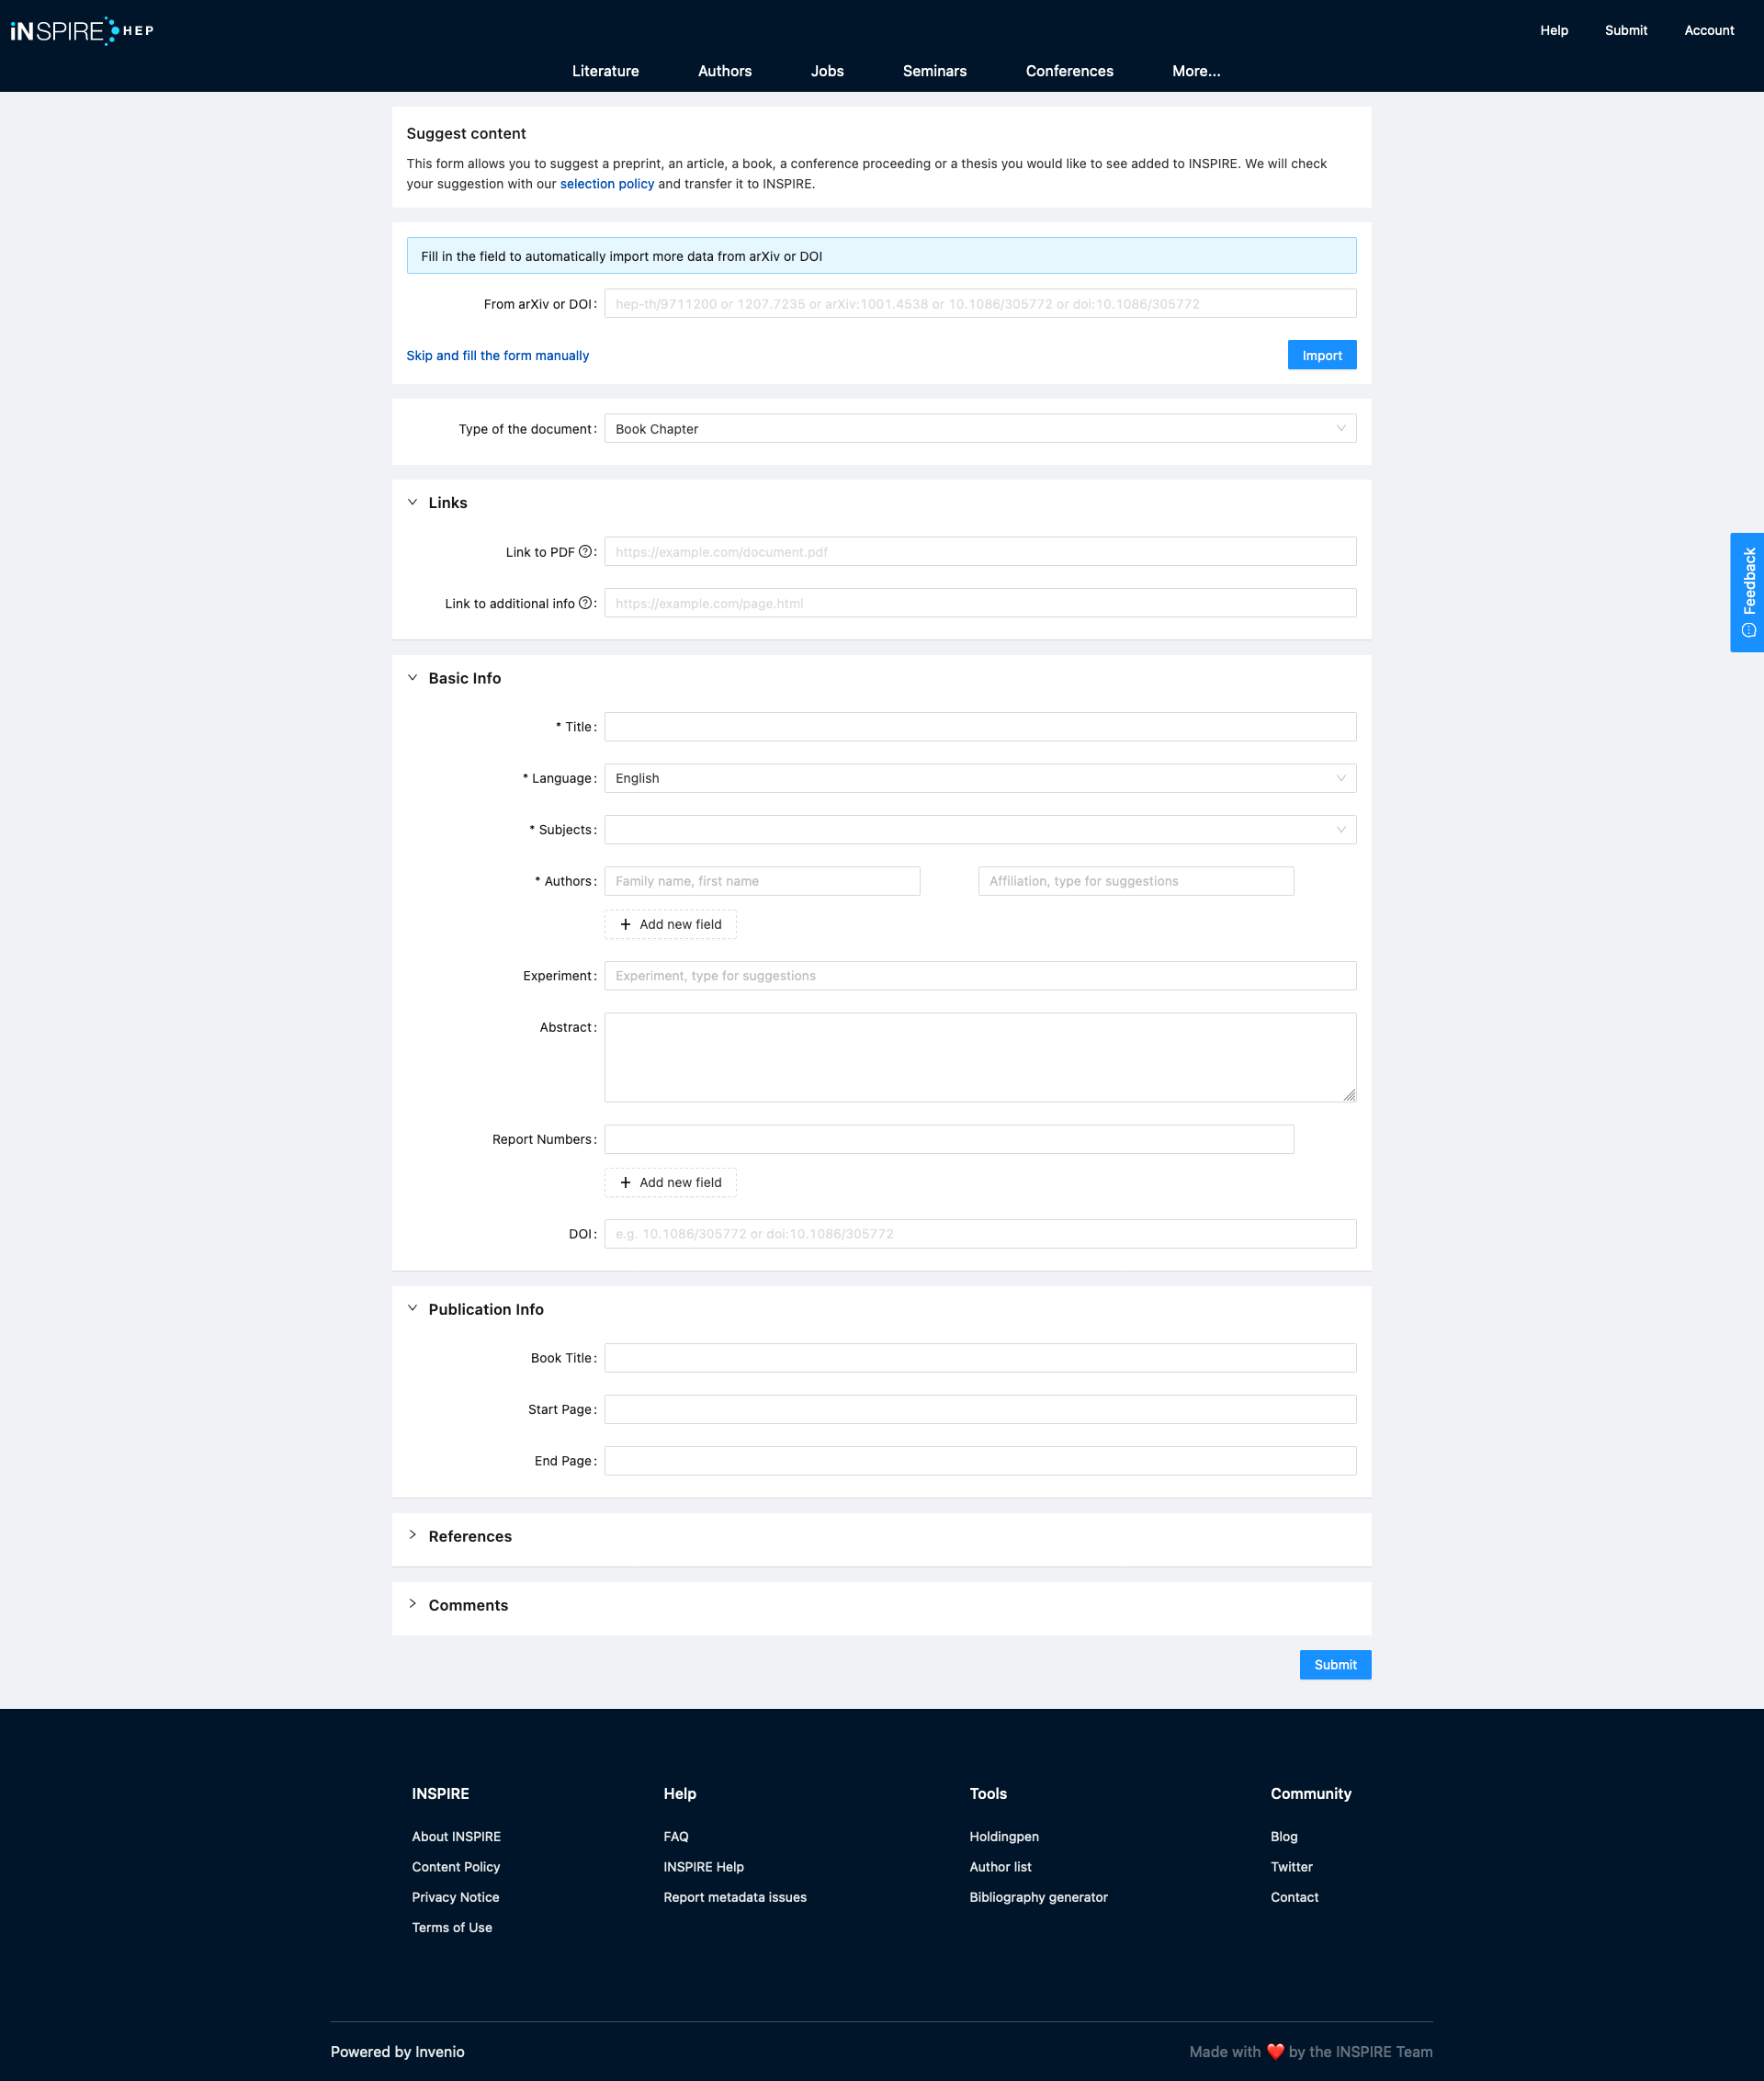 iNSPIRE HEP
Help
Submit
Account
Literature
Authors
Jobs
Seminars
Conferences
More...
Suggest content
This form allows you to suggest a preprint, an article, a book, a conference proceeding or a thesis you would like to see added to INSPIRE. We will check
your suggestion with our selection policy and transfer it to INSPIRE.
Fill in the field to automatically import more data from arXiv or DOI
From arXiv or DOI: hep-th/9711200 or 1207.7235 or arXiv:1001.4538 or 10.1086/305772 or doi:10.1086/305772
Skip and fill the form manually
Import
Type of the document: Book Chapter
Links
Link to PDF : https://example.com/document.pdf
Link to additional info : https://example.com/page.html
Feedback
Basic Info
* Title:
* Language: English
* Subjects:
* Authors: Family name, first name Affiliation, type for suggestions
+ Add new field
Experiment: Experiment, type for suggestions
Abstract:
Report Numbers:
+ Add new field
DOI: e.g. 10.1086/305772 or doi:10.1086/305772
Publication Info
Book Title:
Start Page:
End Page:
References
Comments
Submit
INSPIRE
About INSPIRE
Content Policy
Privacy Notice
Terms of Use
Help
FAQ
INSPIRE Help
Report metadata issues
Tools
Holdingpen
Author list
Bibliography generator
Community
Blog
Twitter
Contact
Powered by Invenio
Made with ❤️ by the INSPIRE Team